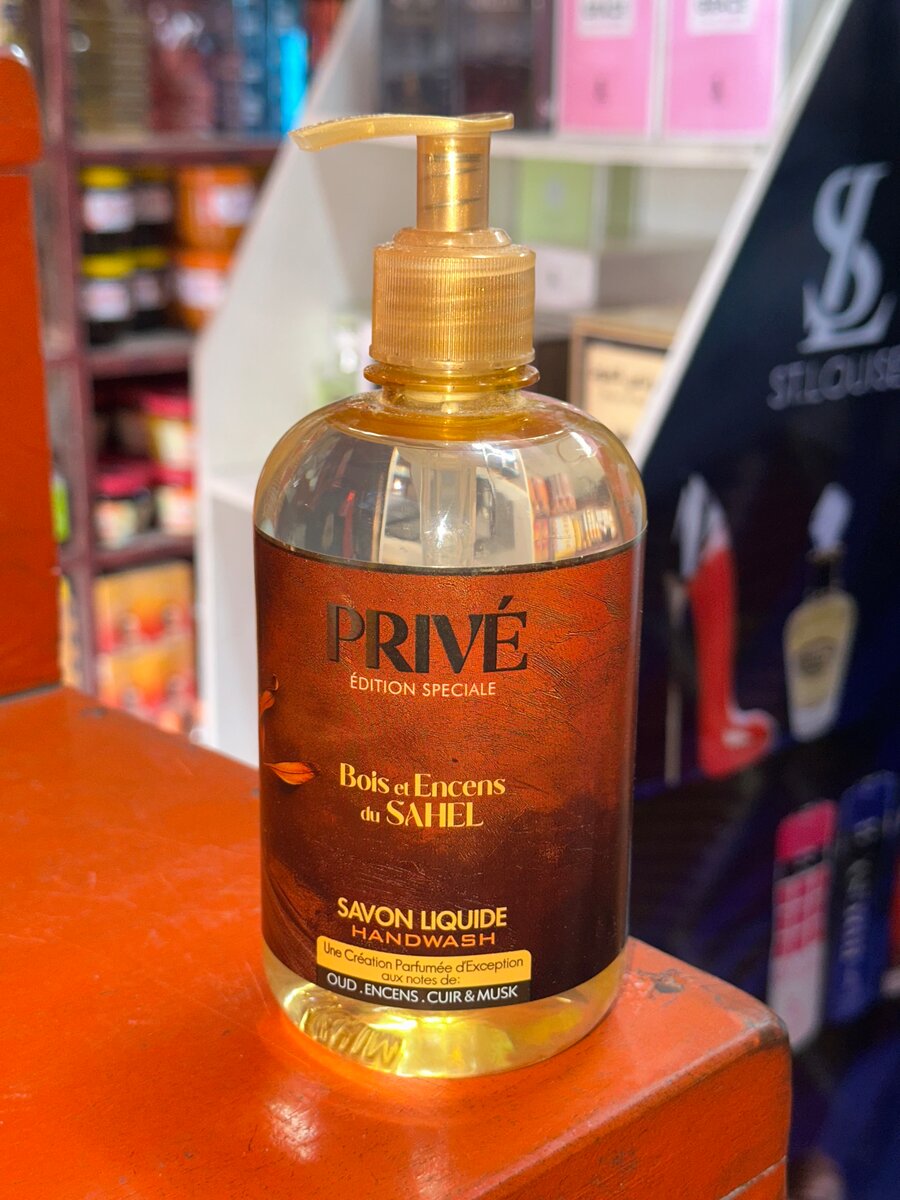 PRIVÉ
ÉDITION SPECIALE
Bois et Encens
du SAHEL
SAVON LIQUIDE
HANDWASH
Une Création Parfumée d'Exception
aux notes de:
OUD . ENCENS . CUIR & MUSK
ST.LOUISE